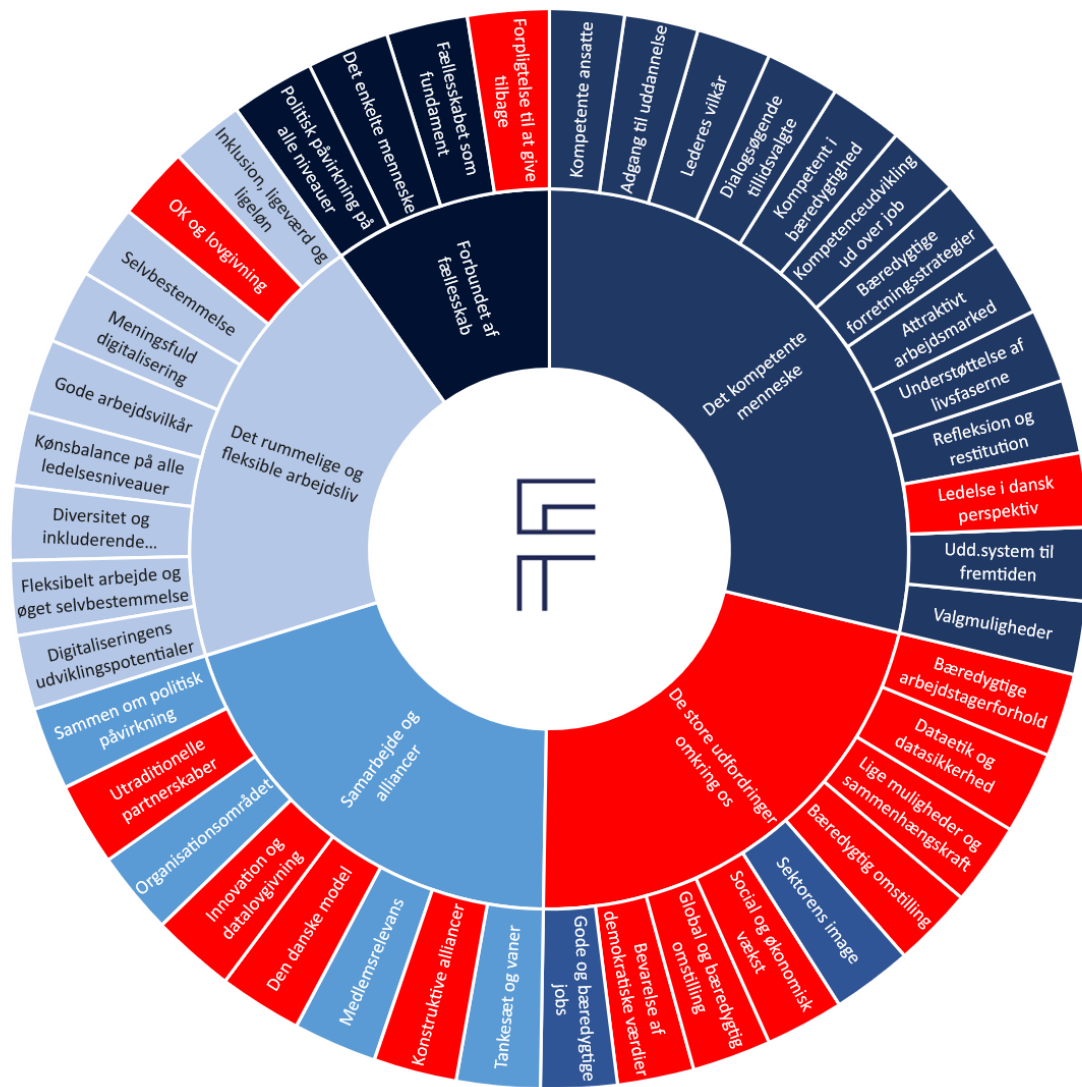 Kompetente ansatte
Adgang til uddannelse
Lederes vilkår
Dialogsøgende
tillidsvalgte
Kompetent i
bæredygtighed
Kompetenceudvikling
ud over job
Bæredygtige
forretningsstrategier
Attraktivt
arbejdsmarked
Understøttelse af
livsfaserne
Refleksion og
restitution
Ledelse i dansk
perspektiv
Udd.system til
fremtiden
Valgmuligheder
Bæredygtige
arbejdstagerforhold
Dataetik og
datasikkerhed
Lige muligheder og
sammenhængskraft
Bæredygtig omstilling
Sektorens image
Social og økonomisk
vækst
Global og bæredygtig
omstilling
Bevarelse af
demokratiske værdier
Gode og bæredygtige
jobs
Tankesæt og vaner
Konstruktive alliancer
Medlemsrelevans
Den danske model
Innovation og
datalovgivning
Organisationsområdet
Utraditionelle
partnerskaber
Sammen om politisk
påvirkning
Digitaliseringens
udviklingspotentialer
Fleksibelt arbejde og
øget selvbestemmelse
Diversitet og
inkluderende...
Kønsbalance på alle
ledelsesniveauer
Gode arbejdsvilkår
Meningsfuld
digitalisering
Selvbestemmelse
OK og lovgivning
Inklusion, ligeværd og
ligeløn
Politisk påvirkning på
alle niveauer
Det enkelte menneske
Fællesskabet som
fundament
Forpligtelse til at give
tilbage
Det kompetente
menneske
De store udfordringer
omkring os
Samarbejde og
alliancer
Det rummelige og
fleksible arbejdsliv
Forbundet af
fællesskab